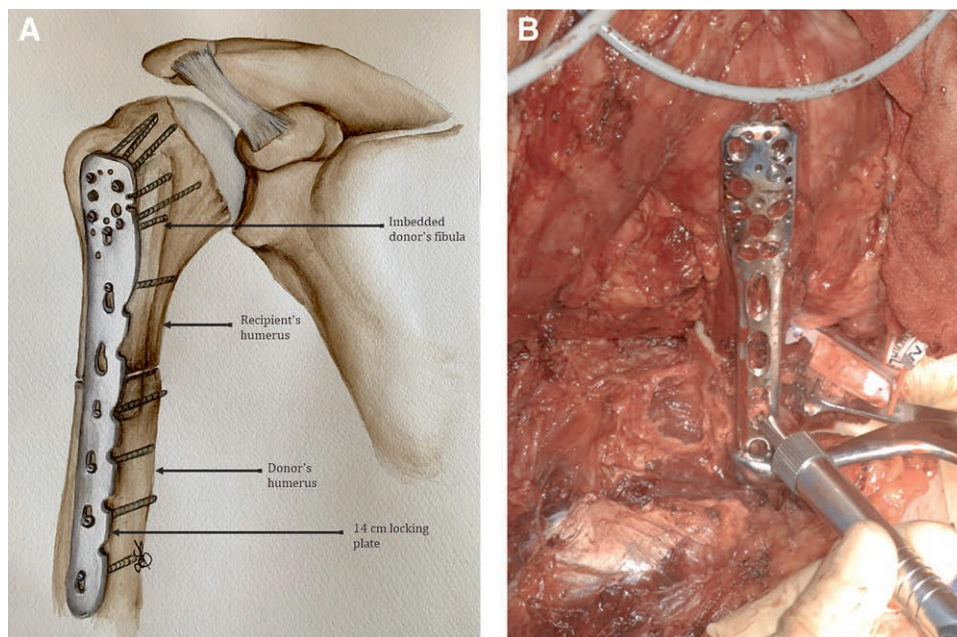 A
B
Imbedded
donor's fibula
Recipient's
humerus
Donor's
humerus
14 cm locking
plate